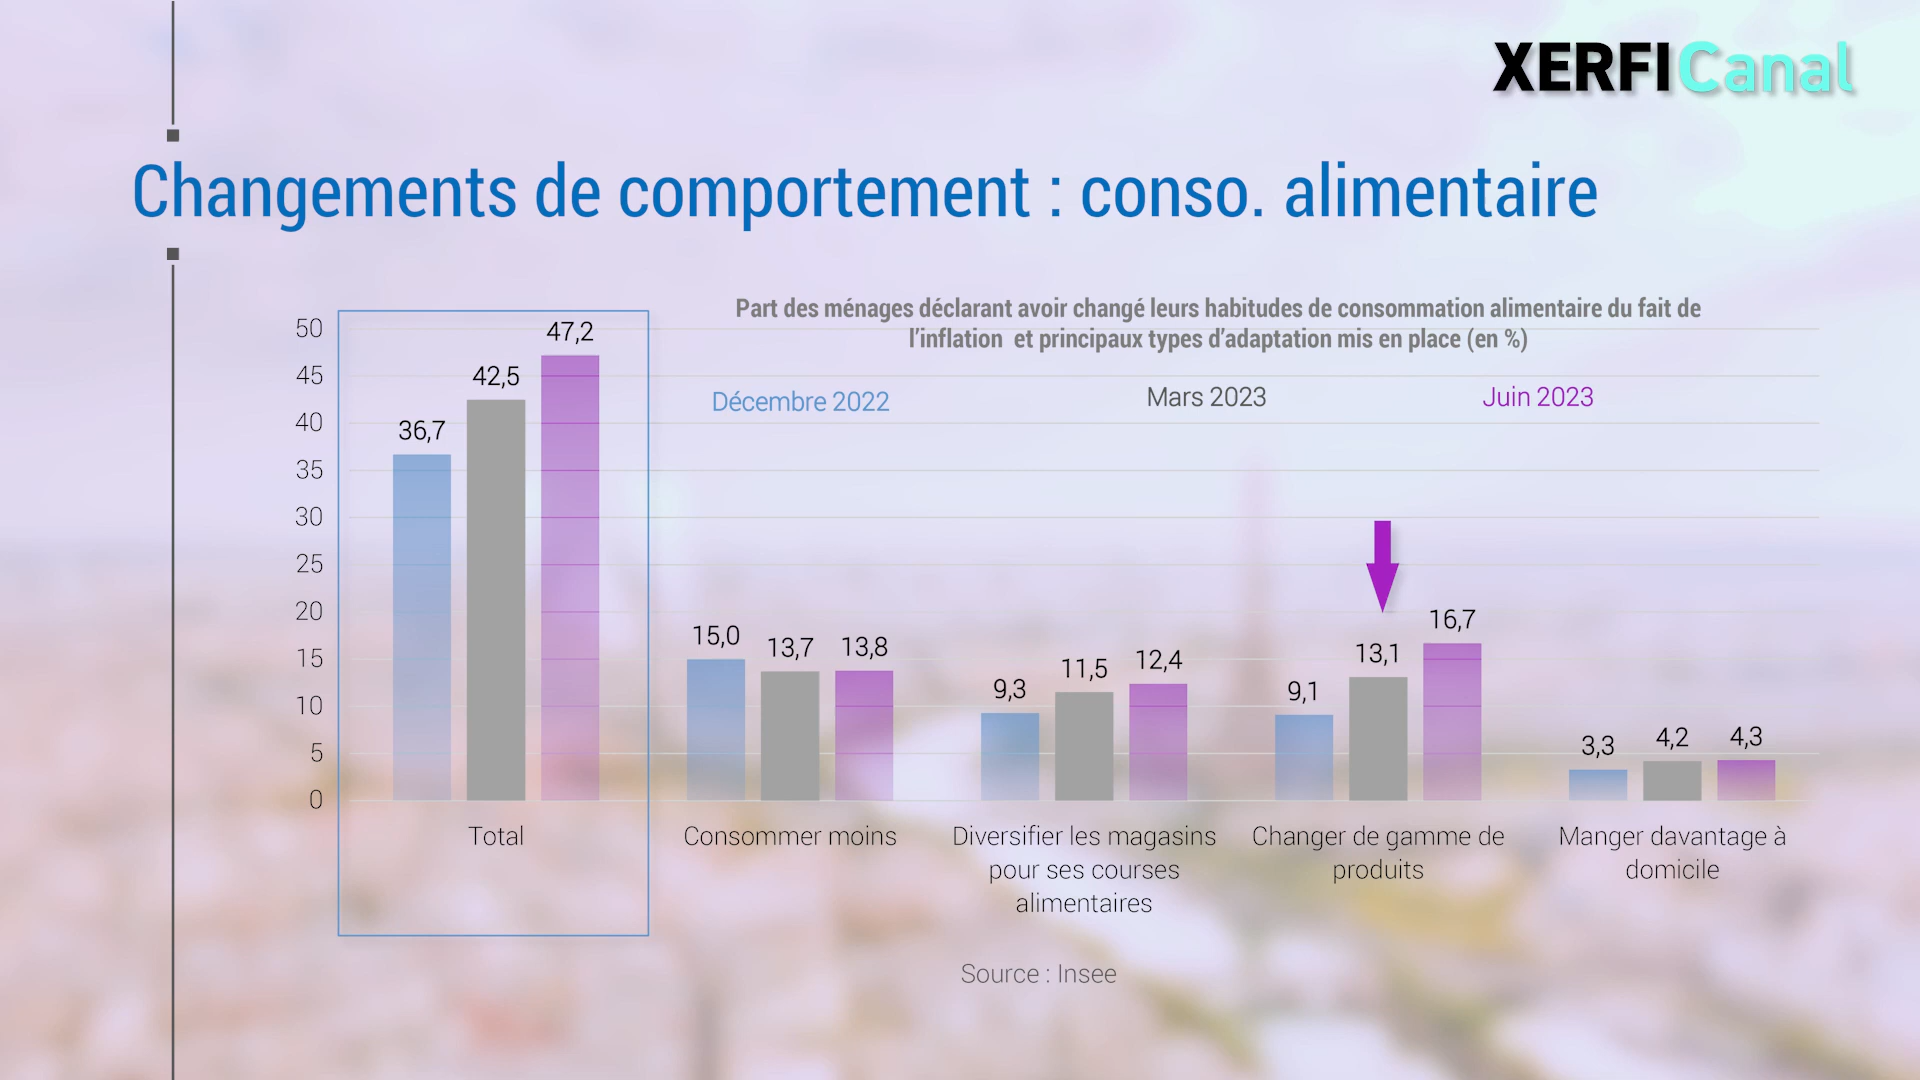 XERFI Canal
Changements de comportement : conso. alimentaire
Part des ménages déclarant avoir changé leurs habitudes de consommation alimentaire du fait de
l'inflation et principaux types d'adaptation mis en place (en %)
Décembre 2022
Mars 2023
Juin 2023
50
45
40
35
30
25
20
15
10
5
0
36,7
42,5
47,2
15,0
13,7
13,8
9,3
11,5
12,4
9,1
13,1
16,7
3,3
4,2
4,3
Total
Consommer moins
Diversifier les magasins
pour ses courses
alimentaires
Changer de gamme de
produits
Manger davantage à
domicile
Source : Insee